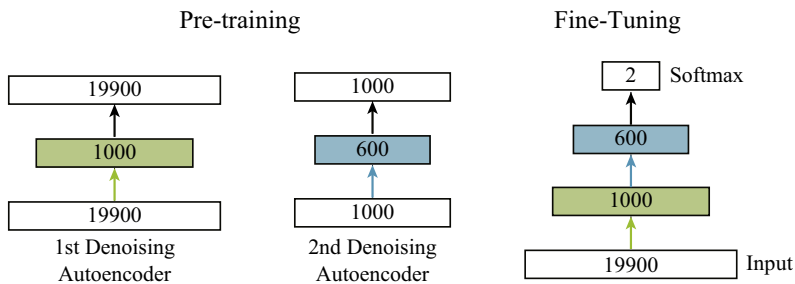 Pre-training
19900
1000
19900
1st Denoising
Autoencoder
1000
600
1000
2nd Denoising
Autoencoder
Fine-Tuning
2 Softmax
600
1000
19900 Input